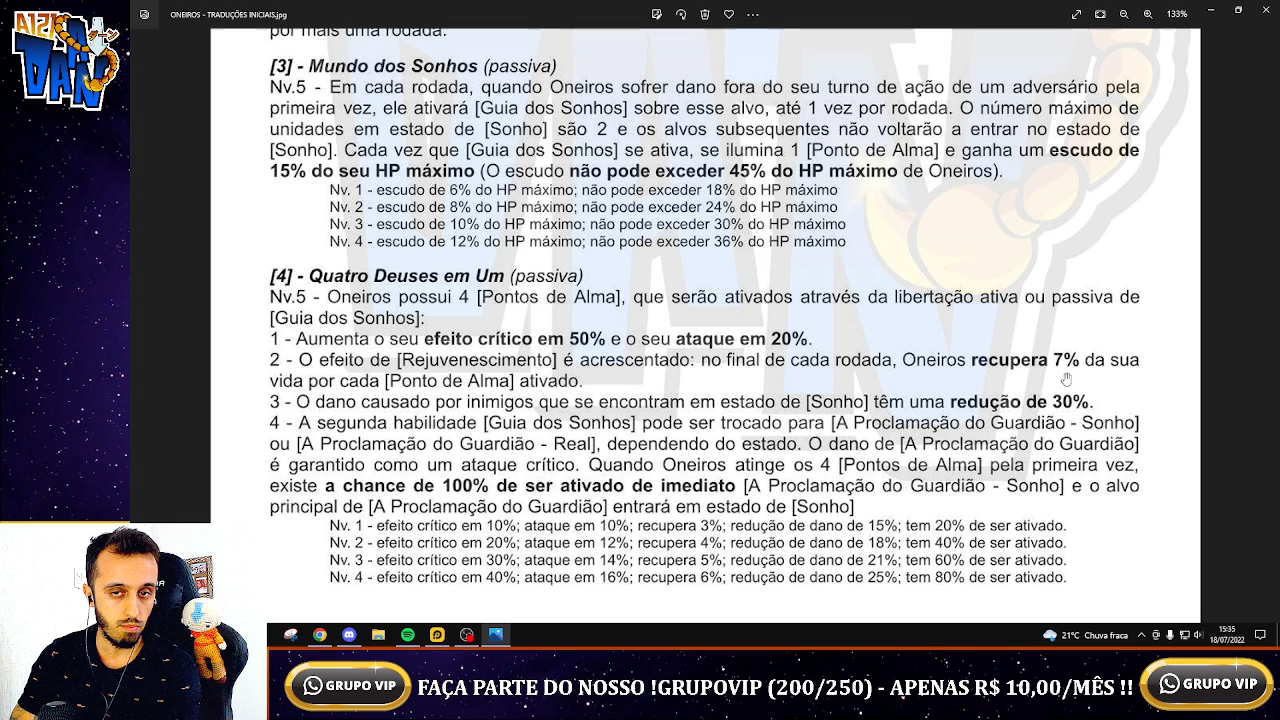 ONEIROS - TRADUÇÕES INICIAIS.jpg
133%
por mais uma rodada.
[3] - Mundo dos Sonhos (passiva)
Nv.5 - Em cada rodada, quando Oneiros sofrer dano fora do seu turno de ação de um adversário pela
primeira vez, ele ativará [Guia dos Sonhos] sobre esse alvo, até 1 vez por rodada. O número máximo de
unidades em estado de [Sonho] são 2 e os alvos subsequentes não voltarão a entrar no estado de
[Sonho]. Cada vez que [Guia dos Sonhos] se ativa, se ilumina 1 [Ponto de Alma] e ganha um escudo de
15% do seu HP máximo (O escudo não pode exceder 45% do HP máximo de Oneiros).
Nv. 1 - escudo de 6% do HP máximo; não pode exceder 18% do HP máximo
Nv. 2 - escudo de 8% do HP máximo; não pode exceder 24% do HP máximo
Nv. 3 - escudo de 10% do HP máximo; não pode exceder 30% do HP máximo
Nv. 4 - escudo de 12% do HP máximo; não pode exceder 36% do HP máximo
[4] - Quatro Deuses em Um (passiva)
Nv.5 - Oneiros possui 4 [Pontos de Alma], que serão ativados através da libertação ativa ou passiva de
[Guia dos Sonhos]:
1 - Aumenta o seu efeito crítico em 50% e o seu ataque em 20%.
2 - O efeito de [Rejuvenescimento] é acrescentado: no final de cada rodada, Oneiros recupera 7% da sua
vida por cada [Ponto de Alma] ativado.
3 - O dano causado por inimigos que se encontram em estado de [Sonho] têm uma redução de 30%.
4 - A segunda habilidade [Guia dos Sonhos] pode ser trocado para [A Proclamação do Guardião - Sonho]
ou [A Proclamação do Guardião - Real], dependendo do estado. O dano de [A Proclamação do Guardião]
é garantido como um ataque crítico. Quando Oneiros atinge os 4 [Pontos de Alma] pela primeira vez,
existe a chance de 100% de ser ativado de imediato [A Proclamação do Guardião - Sonho] e o alvo
principal de [A Proclamação do Guardião] entrará em estado de [Sonho]
Nv. 1 - efeito crítico em 10%; ataque em 10%; recupera 3%; redução de dano de 15%; tem 20% de ser ativado.
Nv. 2 - efeito crítico em 20%; ataque em 12%; recupera 4%; redução de dano de 18%; tem 40% de ser ativado.
Nv. 3 - efeito crítico em 30%; ataque em 14%; recupera 5%; redução de dano de 21%; tem 60% de ser ativado.
Nv. 4 - efeito crítico em 40%; ataque em 16%; recupera 6%; redução de dano de 25%; tem 80% de ser ativado.
21°C Chuva fraca
15:35
18/07/2022
GRUPO VIP
FAÇA PARTE DO NOSSO !GRUPOVIP (200/250) - APENAS R$ 10,00/MÊS !!
GRUPO VIP